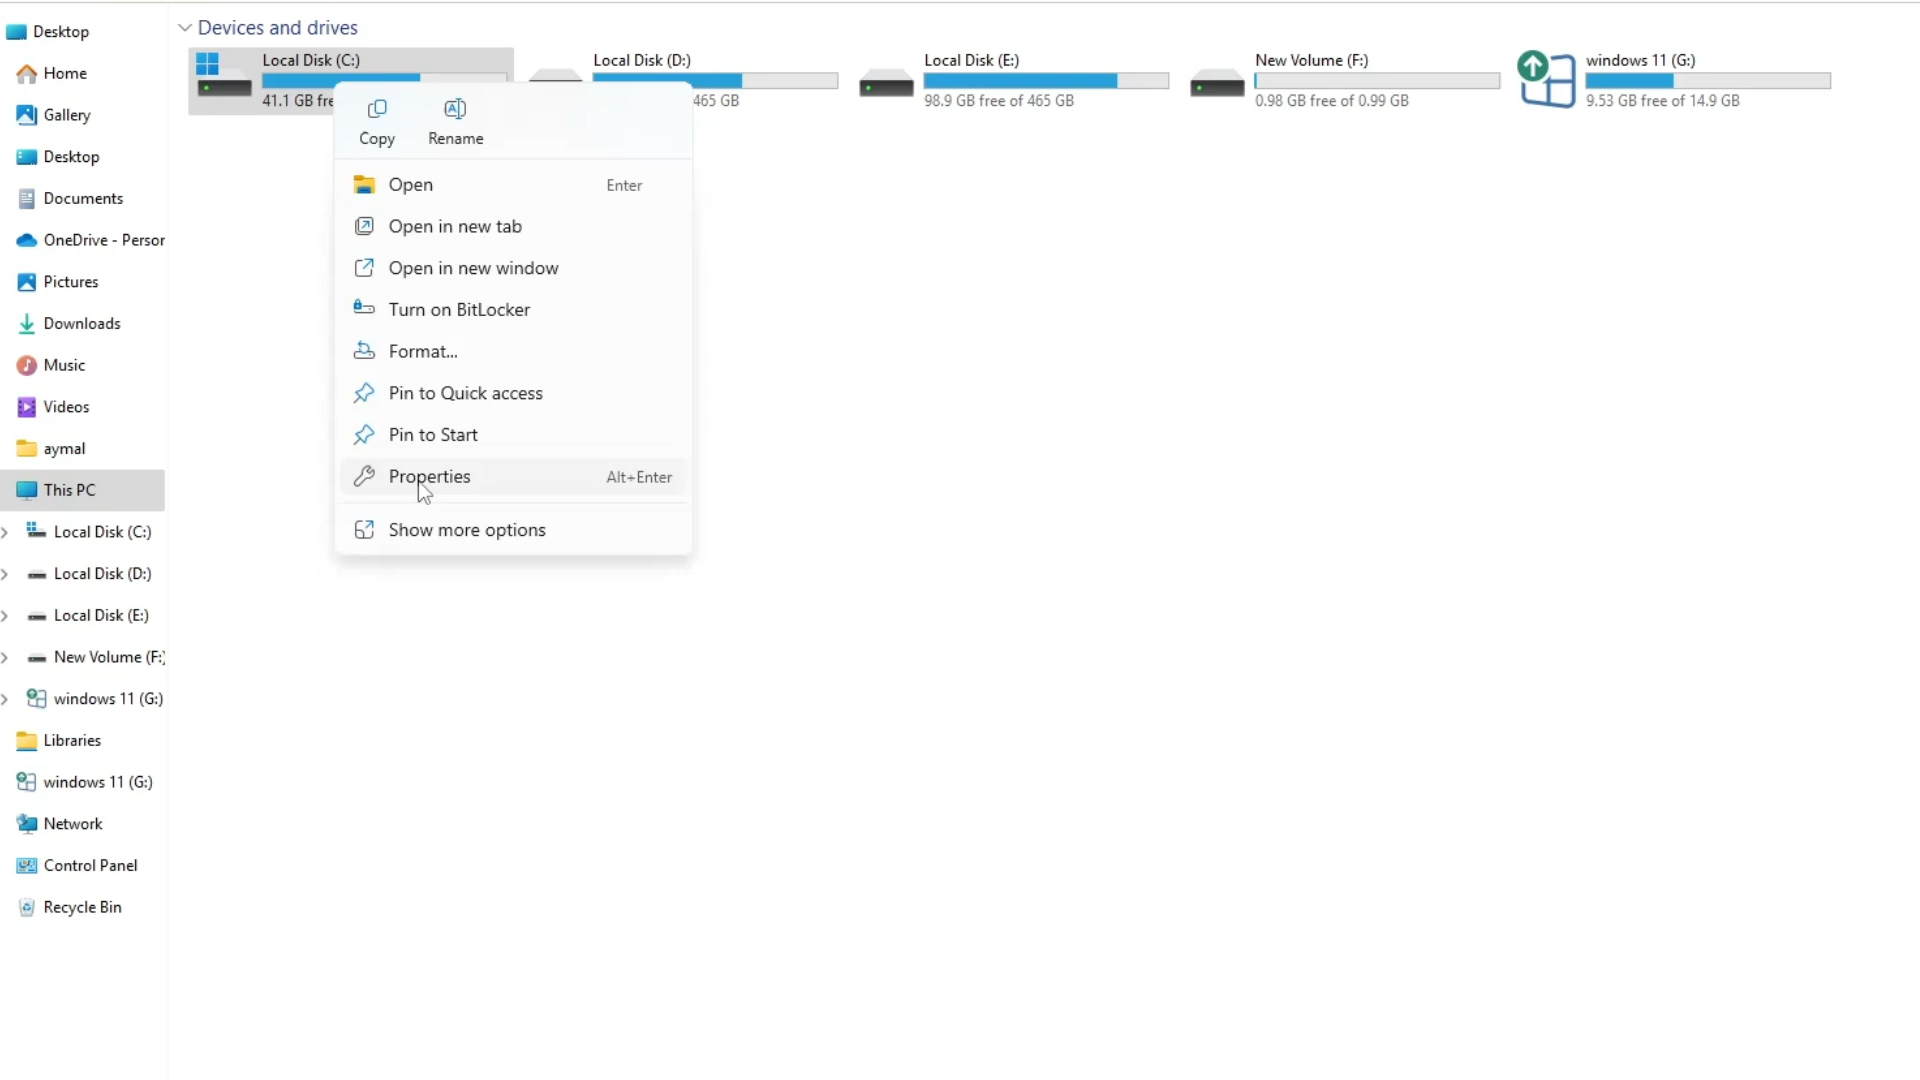 Desktop
Home
Gallery
Desktop
Documents
OneDrive - Person
Pictures
Downloads
Music
Videos
aymal
This PC
Local Disk (C:)
Local Disk (D:)
Local Disk (E:)
New Volume (F:)
windows 11 (G:)
Libraries
windows 11 (G:)
Network
Control Panel
Recycle Bin
Devices and drives
Local Disk (C:)
41.1 GB fre
Local Disk (D:)
465 GB
Local Disk (E:)
98.9 GB free of 465 GB
New Volume (F:)
0.98 GB free of 0.99 GB
windows 11 (G:)
9.53 GB free of 14.9 GB
Copy Rename
Open Enter
Open in new tab
Open in new window
Turn on BitLocker
Format...
Pin to Quick access
Pin to Start
Properties Alt+Enter
Show more options